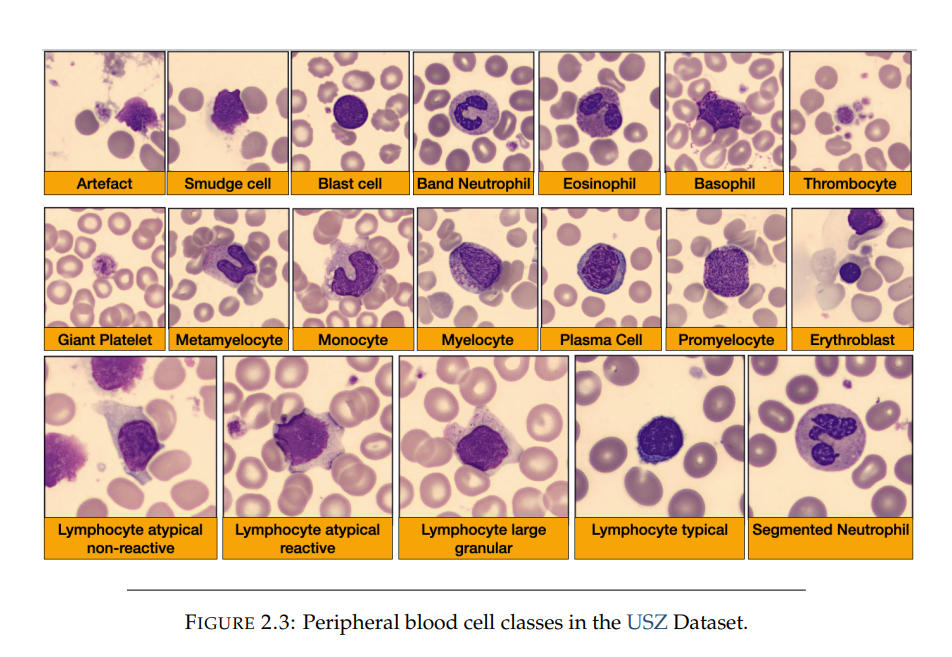 Artefact
Smudge cell
Blast cell
Band Neutrophil
Eosinophil
Basophil
Thrombocyte
Giant Platelet
Metamyelocyte
Monocyte
Myelocyte
Plasma Cell
Promyelocyte
Erythroblast
Lymphocyte atypical
non-reactive
Lymphocyte atypical
reactive
Lymphocyte large
granular
Lymphocyte typical
Segmented Neutrophil
FIGURE 2.3: Peripheral blood cell classes in the USZ Dataset.